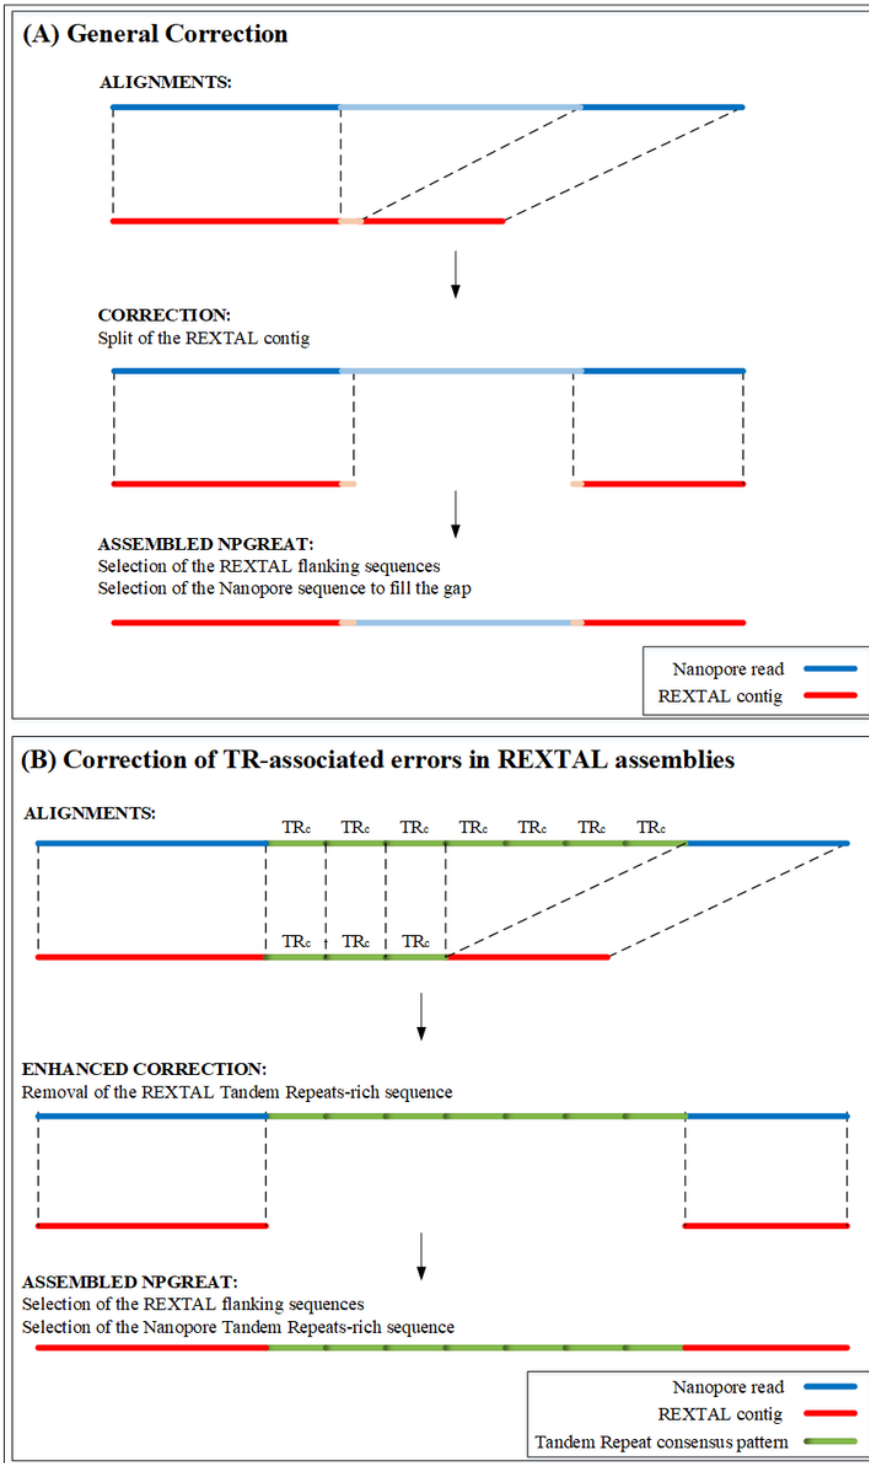 (A) General Correction
ALIGNMENTS:
CORRECTION:
Split of the REXTAL contig
ASSEMBLED NPGREAT:
Selection of the REXTAL flanking sequences
Selection of the Nanopore sequence to fill the gap
Nanopore read
REXTAL contig
(B) Correction of TR-associated errors in REXTAL assemblies
ALIGNMENTS:
TRc TRc TRc TRc TRc TRc TRc
TRc TRc TRc
ENHANCED CORRECTION:
Removal of the REXTAL Tandem Repeats-rich sequence
ASSEMBLED NPGREAT:
Selection of the REXTAL flanking sequences
Selection of the Nanopore Tandem Repeats-rich sequence
Nanopore read
REXTAL contig
Tandem Repeat consensus pattern